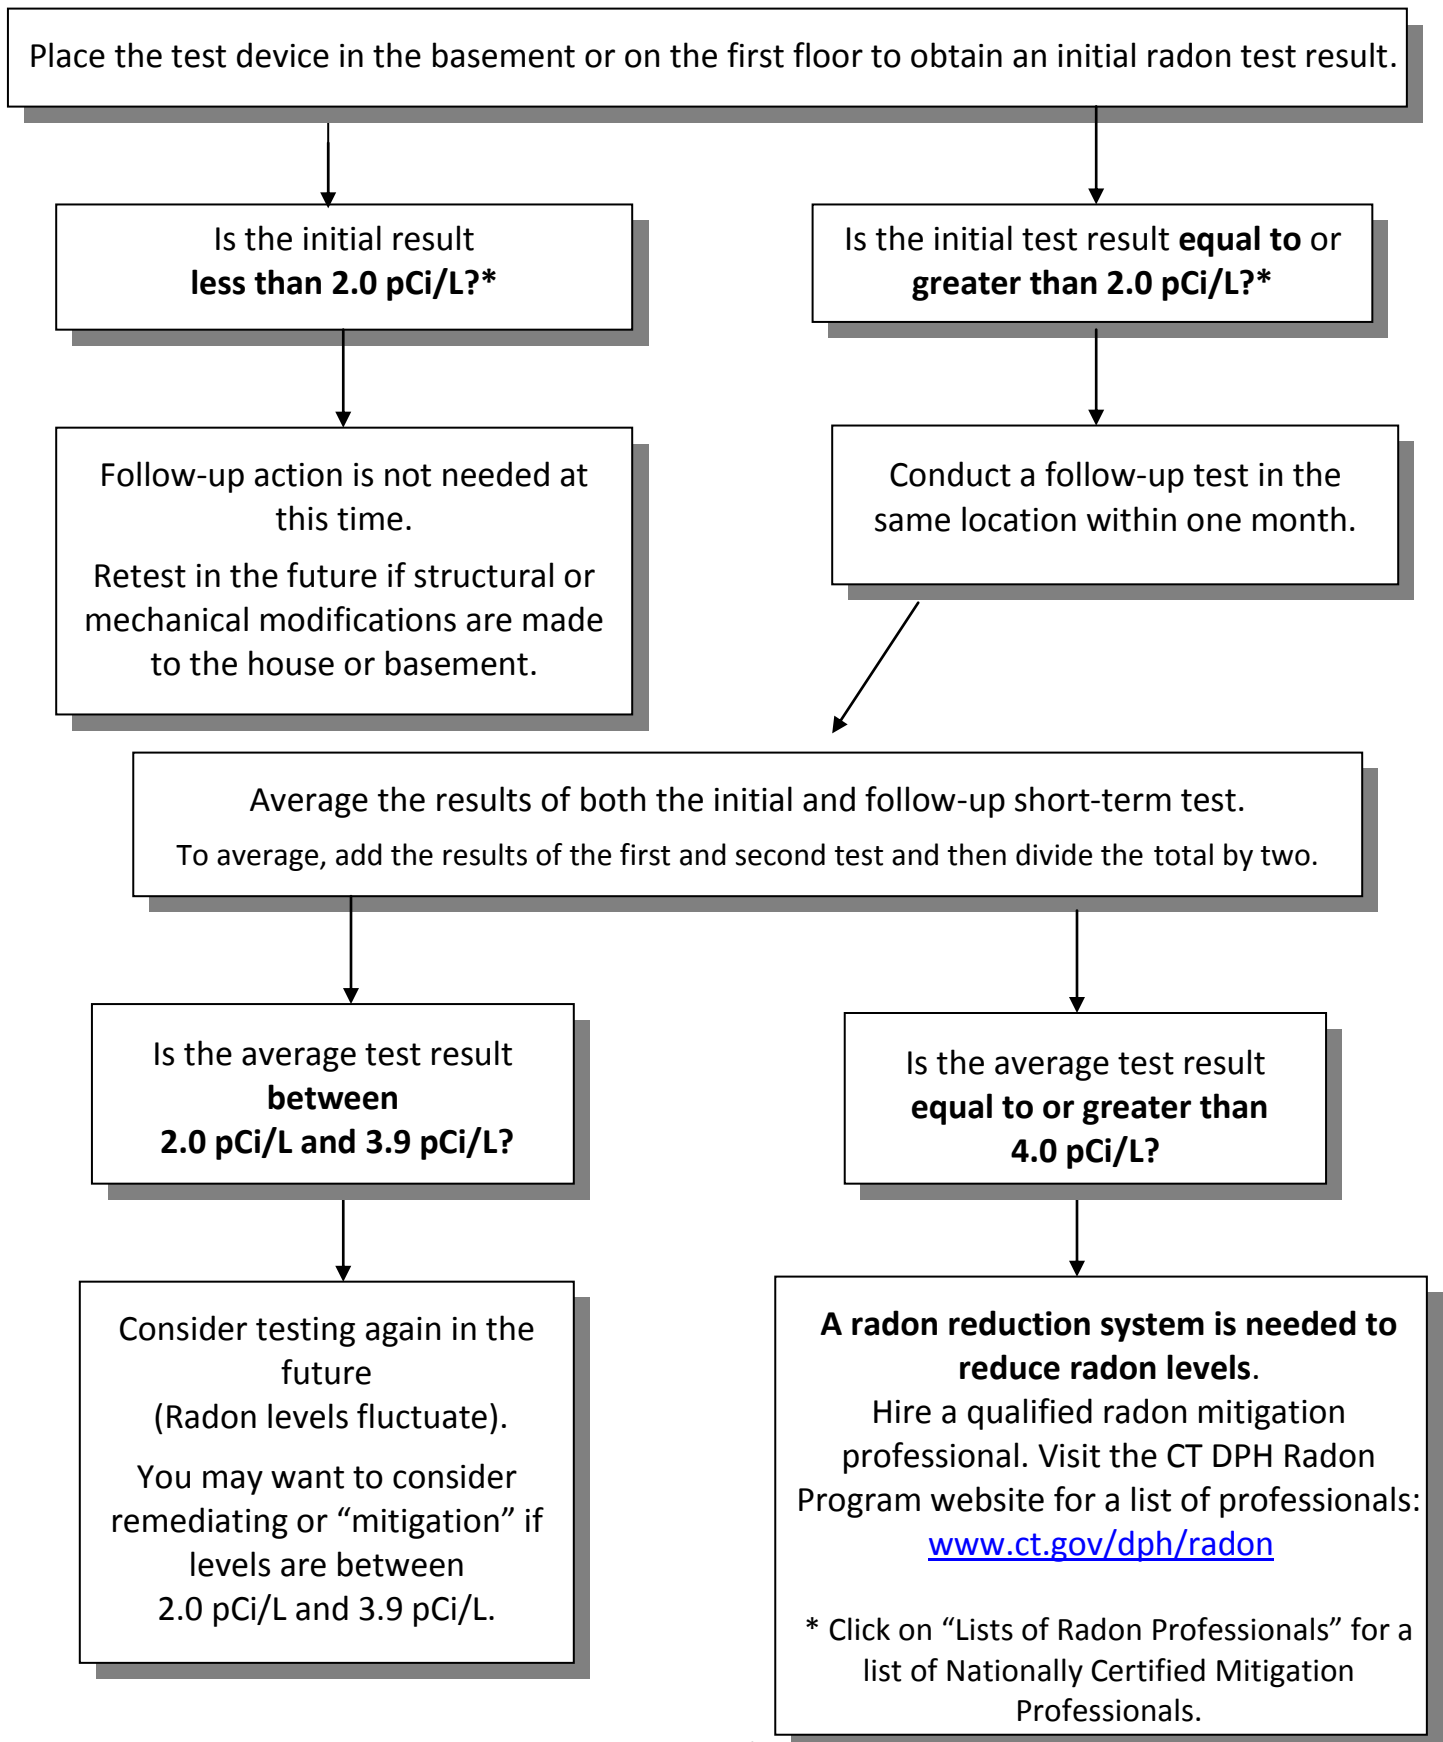 Place the test device in the basement or on the first floor to obtain an initial radon test result.
Is the initial result
less than 2.0 pCi/L?*
Is the initial test result equal to or
greater than 2.0 pCi/L?*
Follow-up action is not needed at
this time.
Retest in the future if structural or
mechanical modifications are made
to the house or basement.
Conduct a follow-up test in the
same location within one month.
Average the results of both the initial and follow-up short-term test.
To average, add the results of the first and second test and then divide the total by two.
Is the average test result
between
2.0 pCi/L and 3.9 pCi/L?
Is the average test result
equal to or greater than
4.0 pCi/L?
Consider testing again in the
future
(Radon levels fluctuate).
You may want to consider
remediating or “mitigation” if
levels are between
2.0 pCi/L and 3.9 pCi/L.
A radon reduction system is needed to
reduce radon levels.
Hire a qualified radon mitigation
professional. Visit the CT DPH Radon
Program website for a list of professionals:
www.ct.gov/dph/radon
* Click on “Lists of Radon Professionals” for a
list of Nationally Certified Mitigation
Professionals.